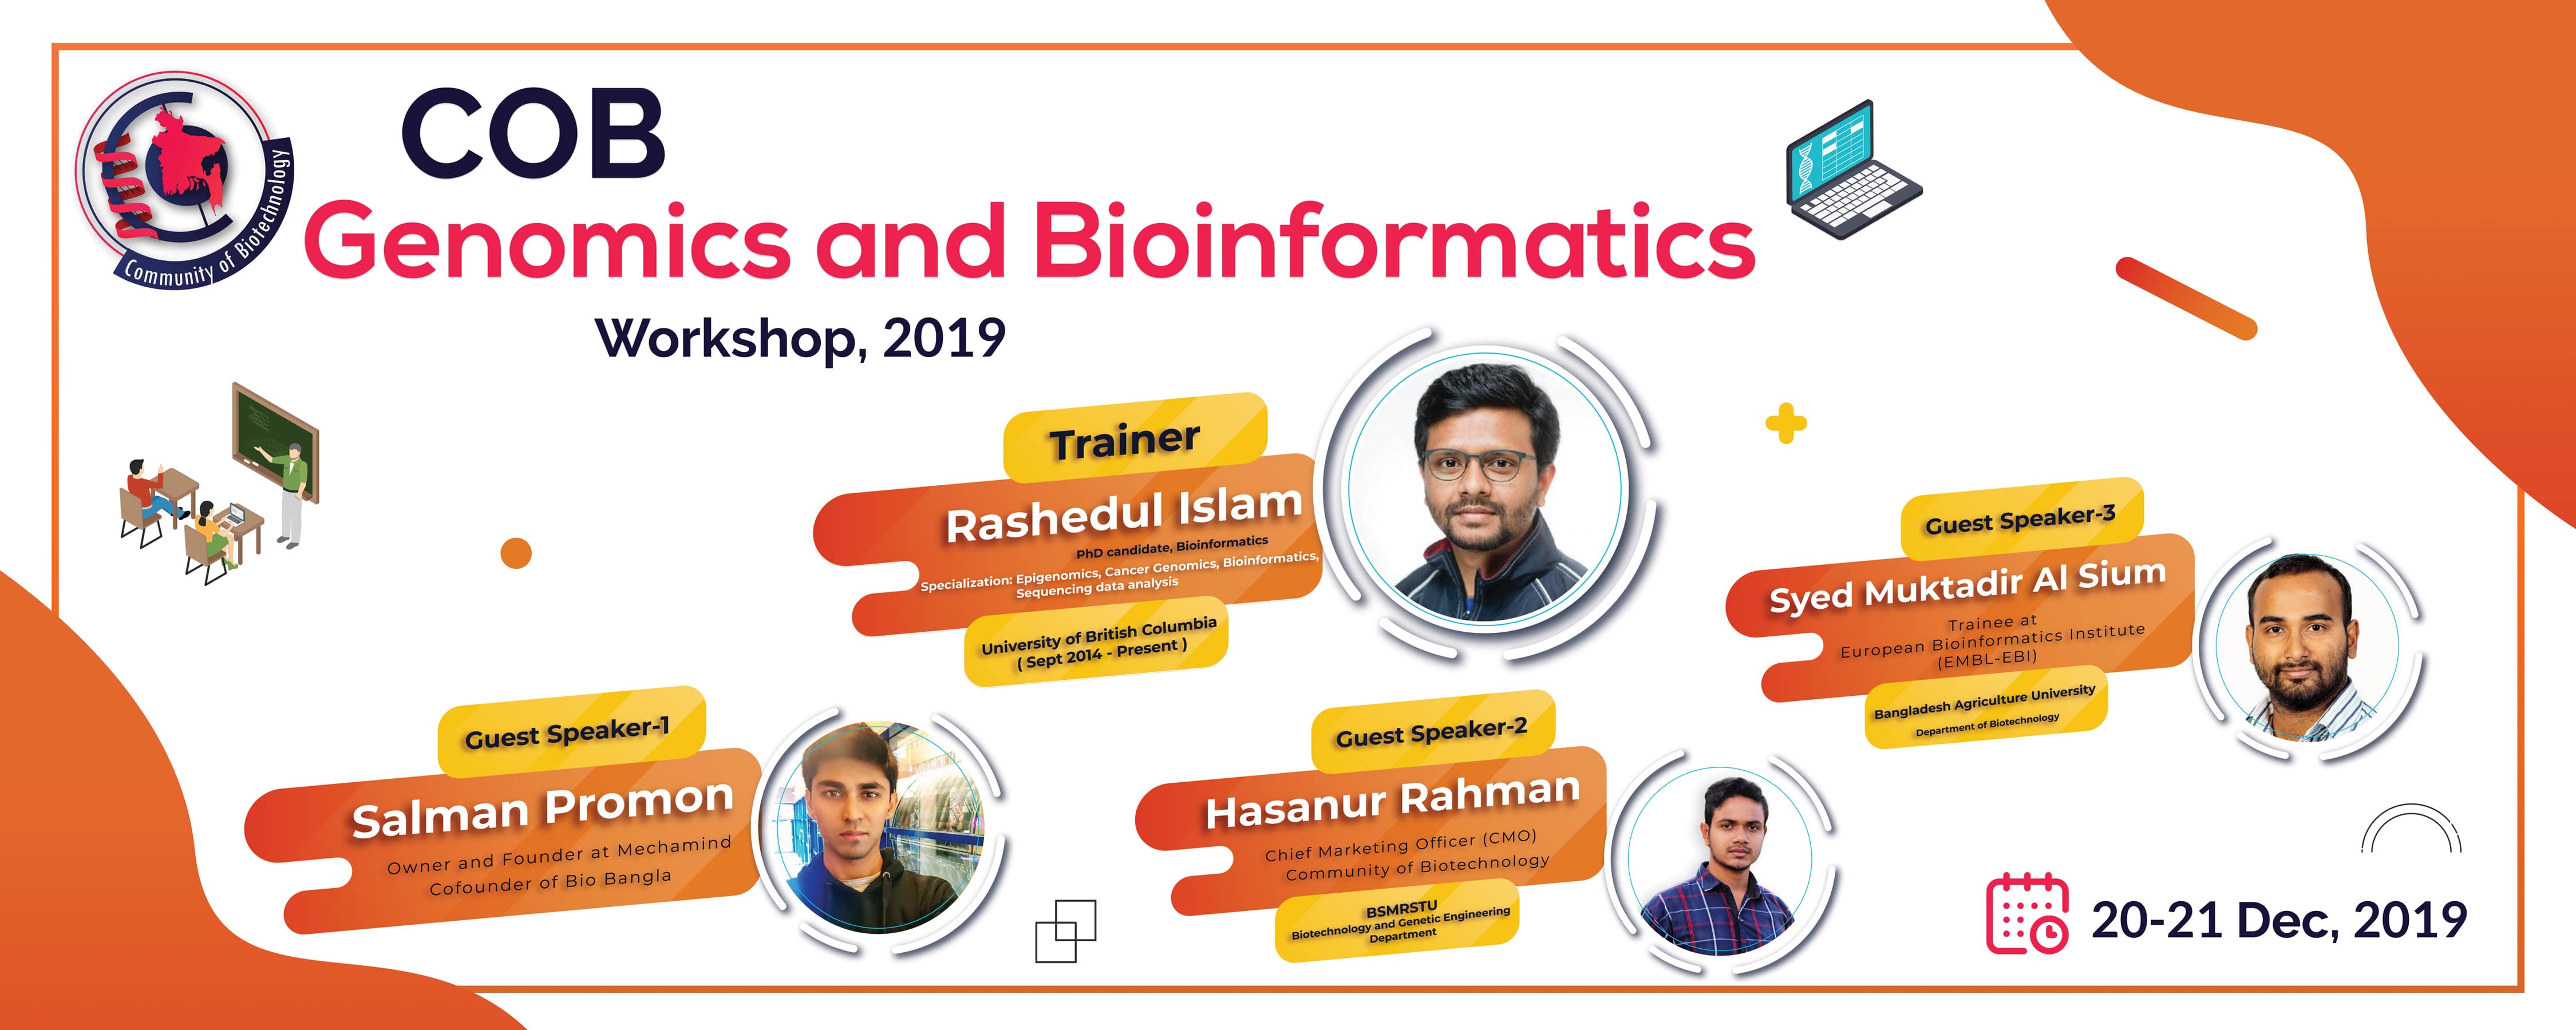 Community of Biotechnology
COB
Genomics and Bioinformatics
Workshop, 2019
Trainer
Rashedul Islam
PhD candidate, Bioinformatics
Specialization: Epigenomics, Cancer Genomics, Bioinformatics,
Sequencing data analysis
University of British Columbia
( Sept 2014 - Present )
Guest Speaker-3
Syed Muktadir Al Sium
Trainee at
European Bioinformatics Institute
(EMBL-EBI)
Bangladesh Agriculture University
Department of Biotechnology
Guest Speaker-1
Salman Promon
Owner and Founder at Mechamind
Cofounder of Bio Bangla
Guest Speaker-2
Hasanur Rahman
Chief Marketing Officer (CMO)
Community of Biotechnology
BSMRSTU
Biotechnology and Genetic Engineering
Department
20-21 Dec, 2019